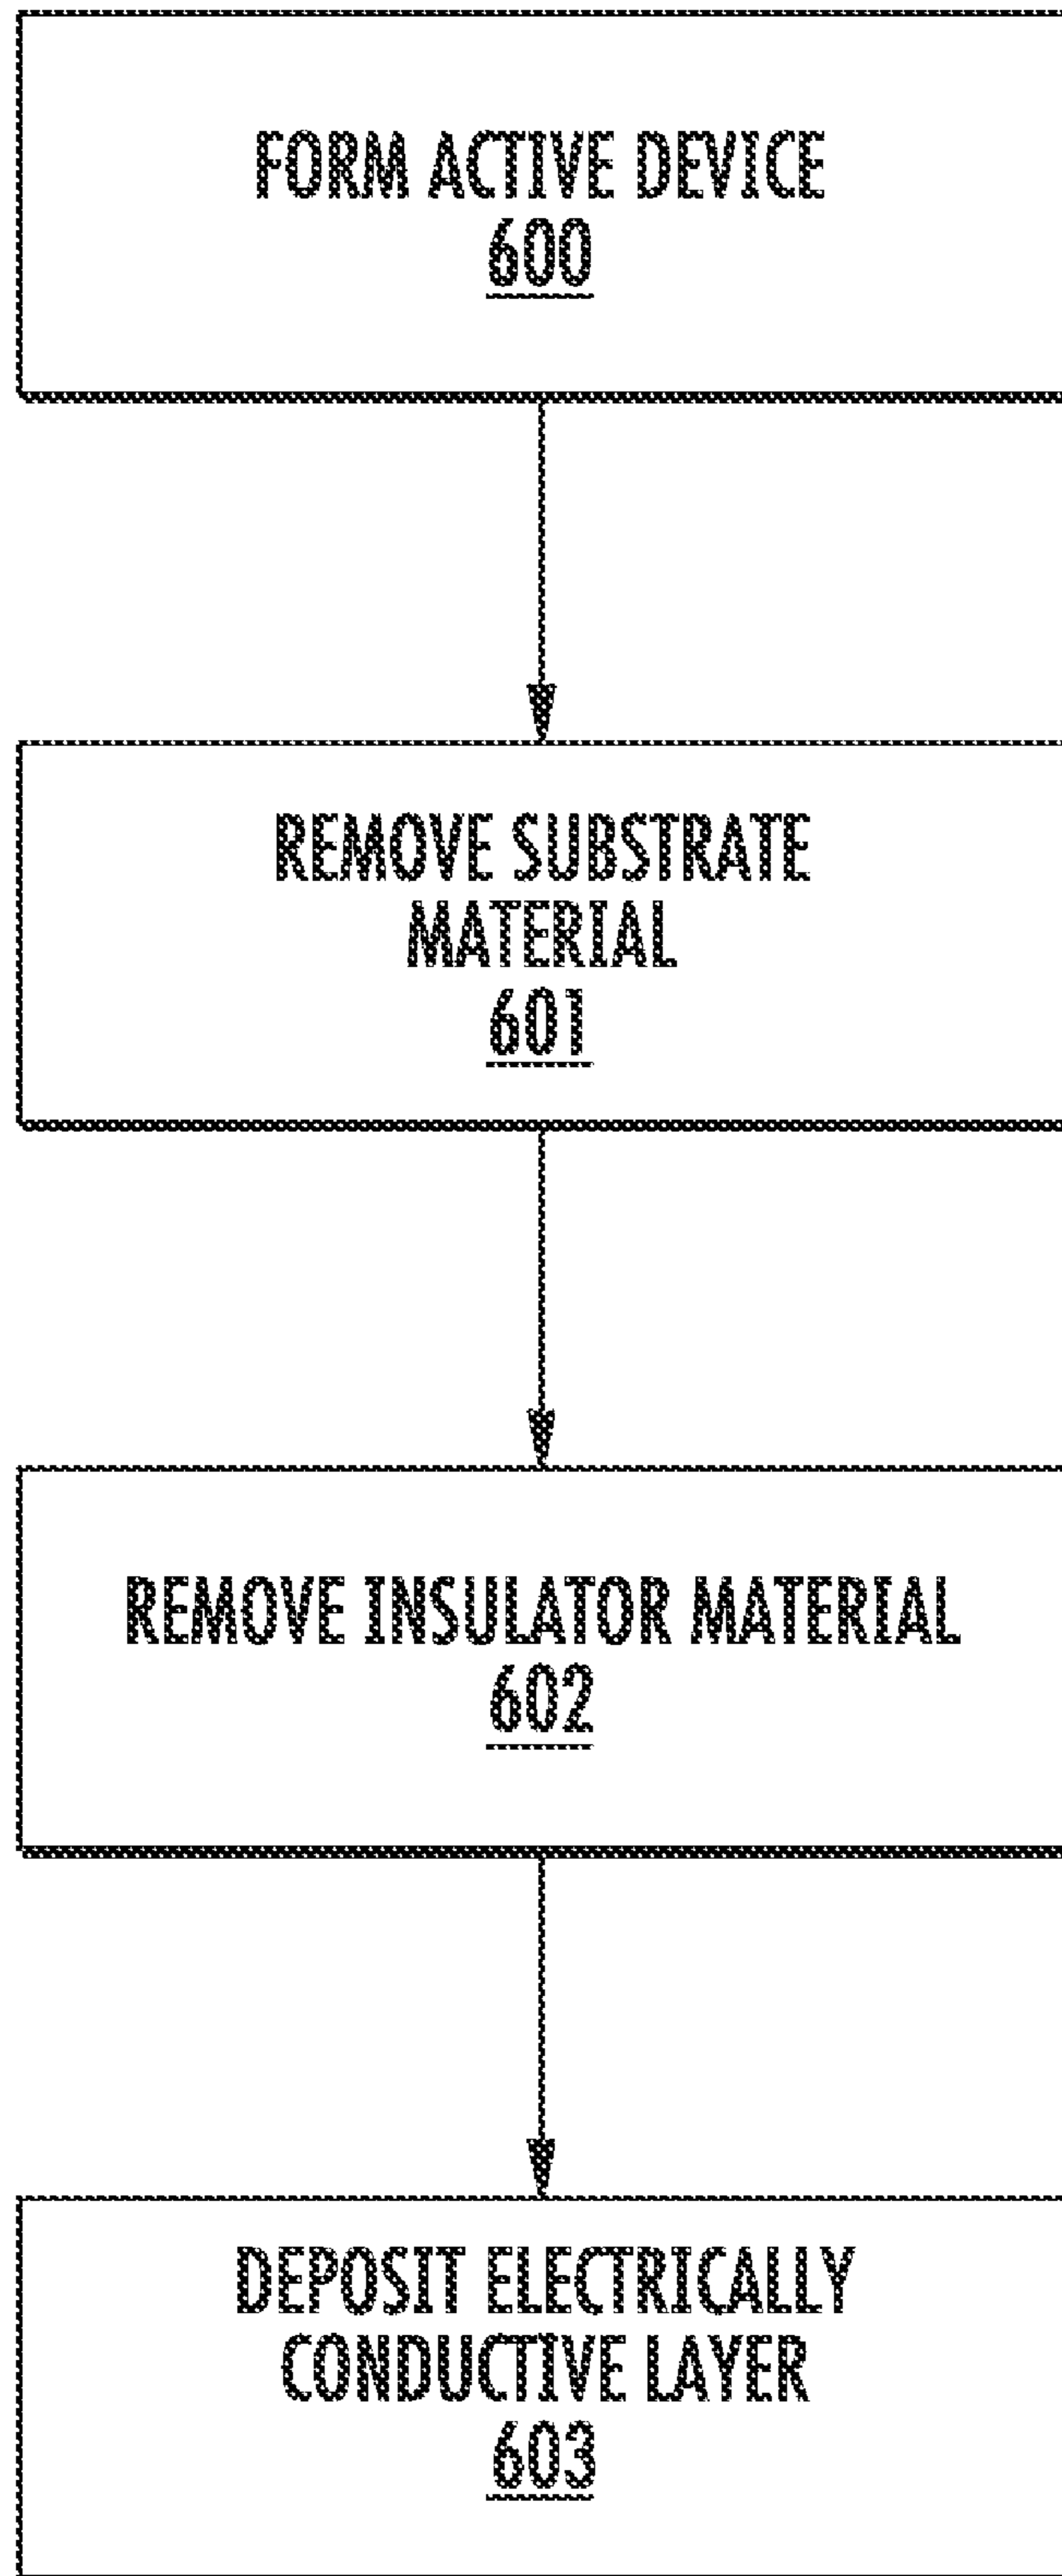 FORM ACTIVE DEVICE
600
REMOVE SUBSTRATE
MATERIAL
601
REMOVE INSULATOR MATERIAL
602
DEPOSIT ELECTRICALLY
CONDUCTIVE LAYER
603